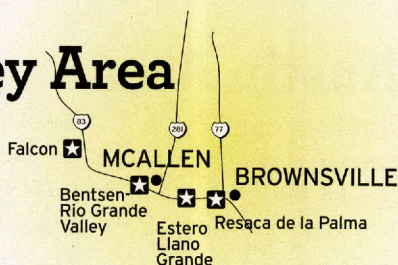 ey Area
83
281
77
Falcon
MCALLEN
BROWNSVILLE
Bentsen-
Rio Grande
Valley
Estero
Llano
Grande
Resaca de la Palma